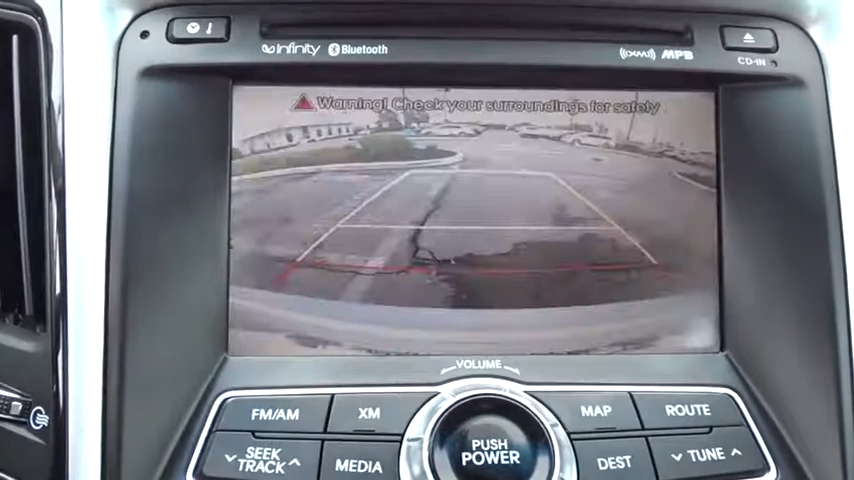 Infinity Bluetooth
XM MP3
CD-IN
Warning! Check your surroundings for safety
VOLUME
FM/AM XM MAP ROUTE
SEEK TRACK MEDIA PUSH POWER DEST TUNE